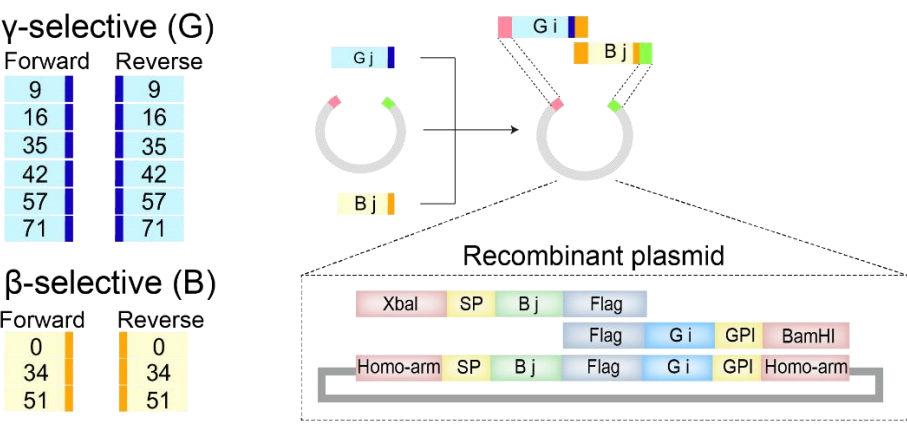 γ-selective (G)
Forward Reverse
9 9
16 16
35 35
42 42
57 57
71 71
β-selective (B)
Forward Reverse
0 0
34 34
51 51
G j
B j
G i
B j
Recombinant plasmid
XbaI SP B j Flag
Flag G i GPI BamHI
Homo-arm SP B j Flag G i GPI Homo-arm